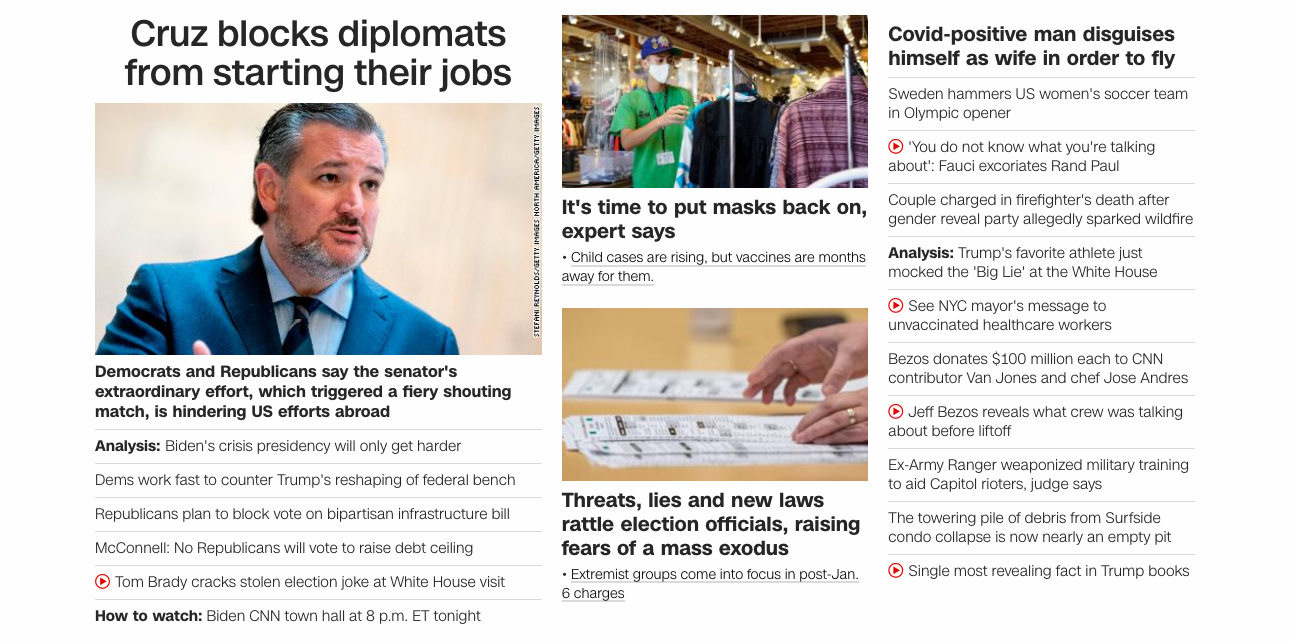 Cruz blocks diplomats
from starting their jobs
STEFANI REYNOLDS/GETTY IMAGES NORTH AMERICA/GETTY IMAGES
Democrats and Republicans say the senator's
extraordinary effort, which triggered a fiery shouting
match, is hindering US efforts abroad
Analysis: Biden's crisis presidency will only get harder
Dems work fast to counter Trump's reshaping of federal bench
Republicans plan to block vote on bipartisan infrastructure bill
McConnell: No Republicans will vote to raise debt ceiling
Tom Brady cracks stolen election joke at White House visit
How to watch: Biden CNN town hall at 8 p.m. ET tonight
It's time to put masks back on,
expert says
• Child cases are rising, but vaccines are months
away for them.
Threats, lies and new laws
rattle election officials, raising
fears of a mass exodus
• Extremist groups come into focus in post-Jan.
6 charges
Covid-positive man disguises
himself as wife in order to fly
Sweden hammers US women's soccer team
in Olympic opener
'You do not know what you're talking
about': Fauci excoriates Rand Paul
Couple charged in firefighter's death after
gender reveal party allegedly sparked wildfire
Analysis: Trump's favorite athlete just
mocked the 'Big Lie' at the White House
See NYC mayor's message to
unvaccinated healthcare workers
Bezos donates $100 million each to CNN
contributor Van Jones and chef Jose Andres
Jeff Bezos reveals what crew was talking
about before liftoff
Ex-Army Ranger weaponized military training
to aid Capitol rioters, judge says
The towering pile of debris from Surfside
condo collapse is now nearly an empty pit
Single most revealing fact in Trump books